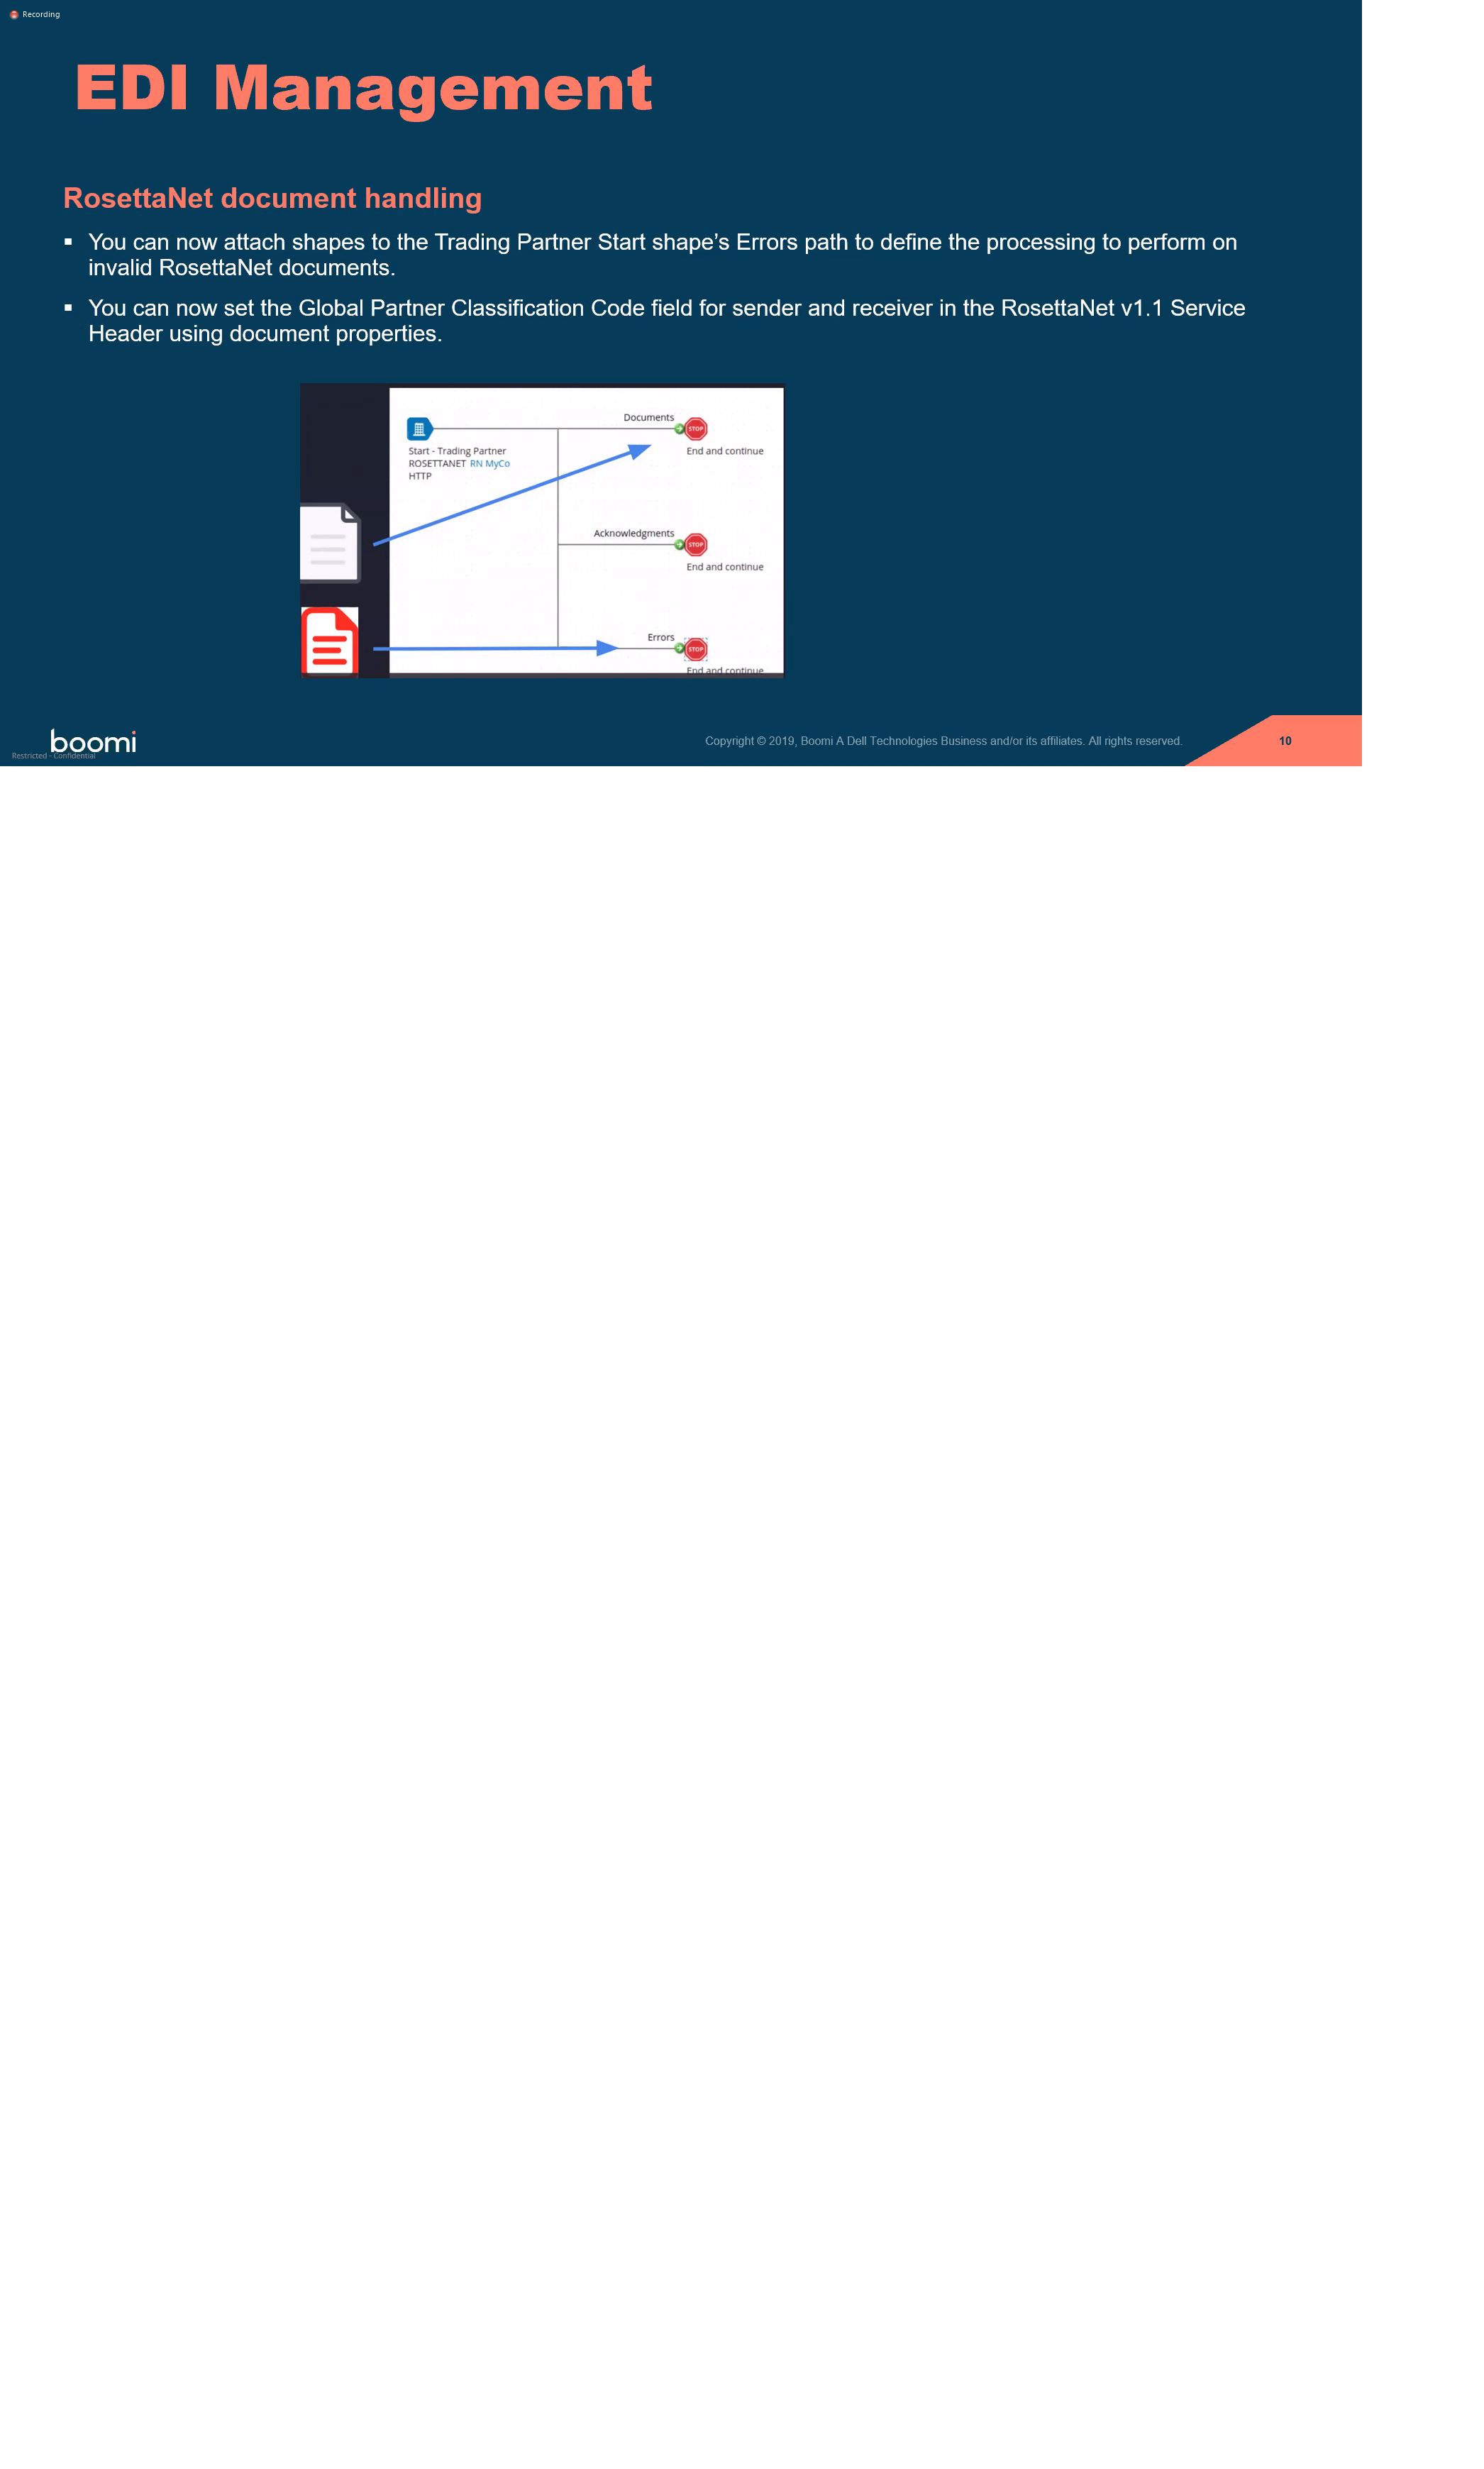 Recording
EDI Management
RosettaNet document handling
▪ You can now attach shapes to the Trading Partner Start shape’s Errors path to define the processing to perform on
invalid RosettaNet documents.
▪ You can now set the Global Partner Classification Code field for sender and receiver in the RosettaNet v1.1 Service
Header using document properties.
Documents
STOP
End and continue
Start - Trading Partner
ROSETTANET RN MyCo
HTTP
Acknowledgments
STOP
End and continue
Errors
STOP
End and continue
boomi
Restricted - Confidential
Copyright © 2019, Boomi A Dell Technologies Business and/or its affiliates. All rights reserved.
10